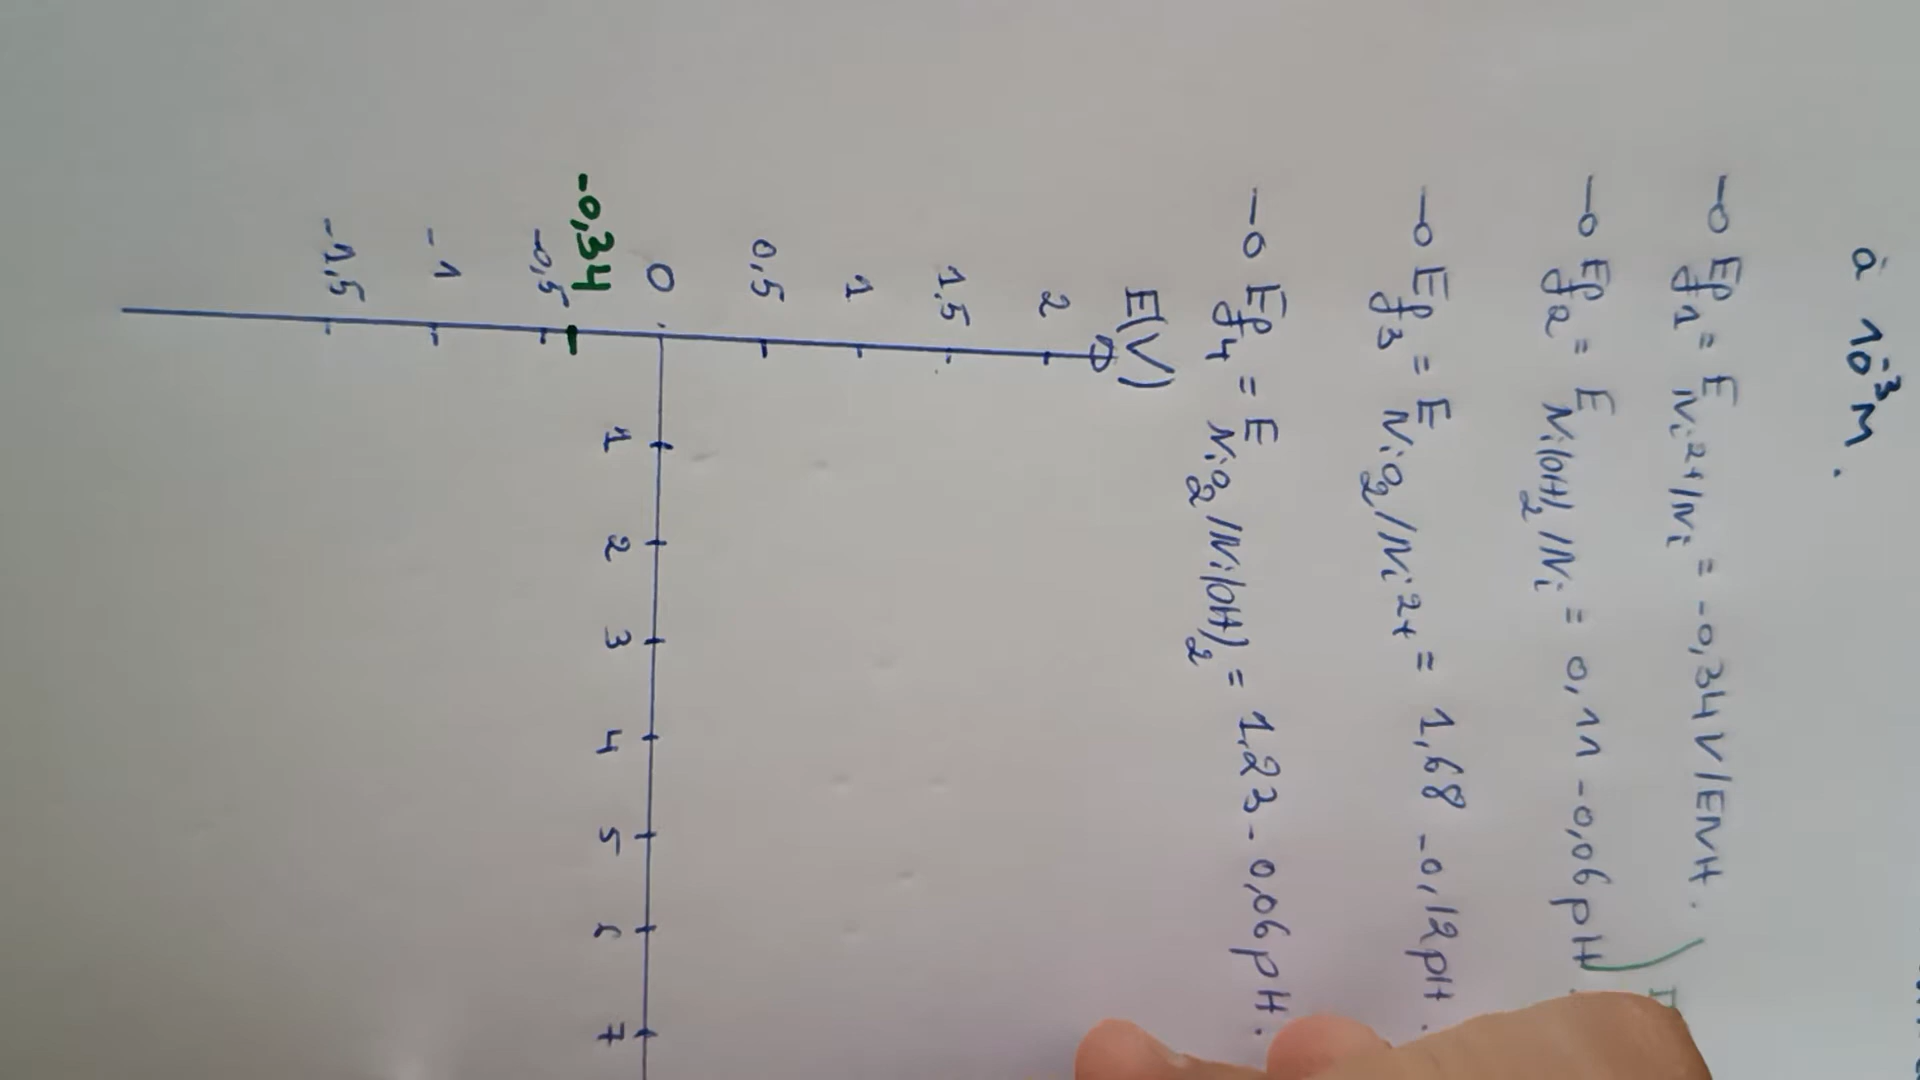 à 10⁻³ M.
→ Ef1 = E Ni²⁺/Ni = -0,34 V/ENH.
→ Ef2 = E Ni(OH)₂/Ni = 0,11 - 0,06 pH
→ Ef3 = E NiO₂/Ni²⁺ = 1,68 - 0,12 pH.
→ Ef4 = E NiO₂/Ni(OH)₂ = 1,23 - 0,06 pH.
E(V)
2
1,5
1
0,5
0
1 2 3 4 5 6 7
-0,34
-0,5
-1
-1,5